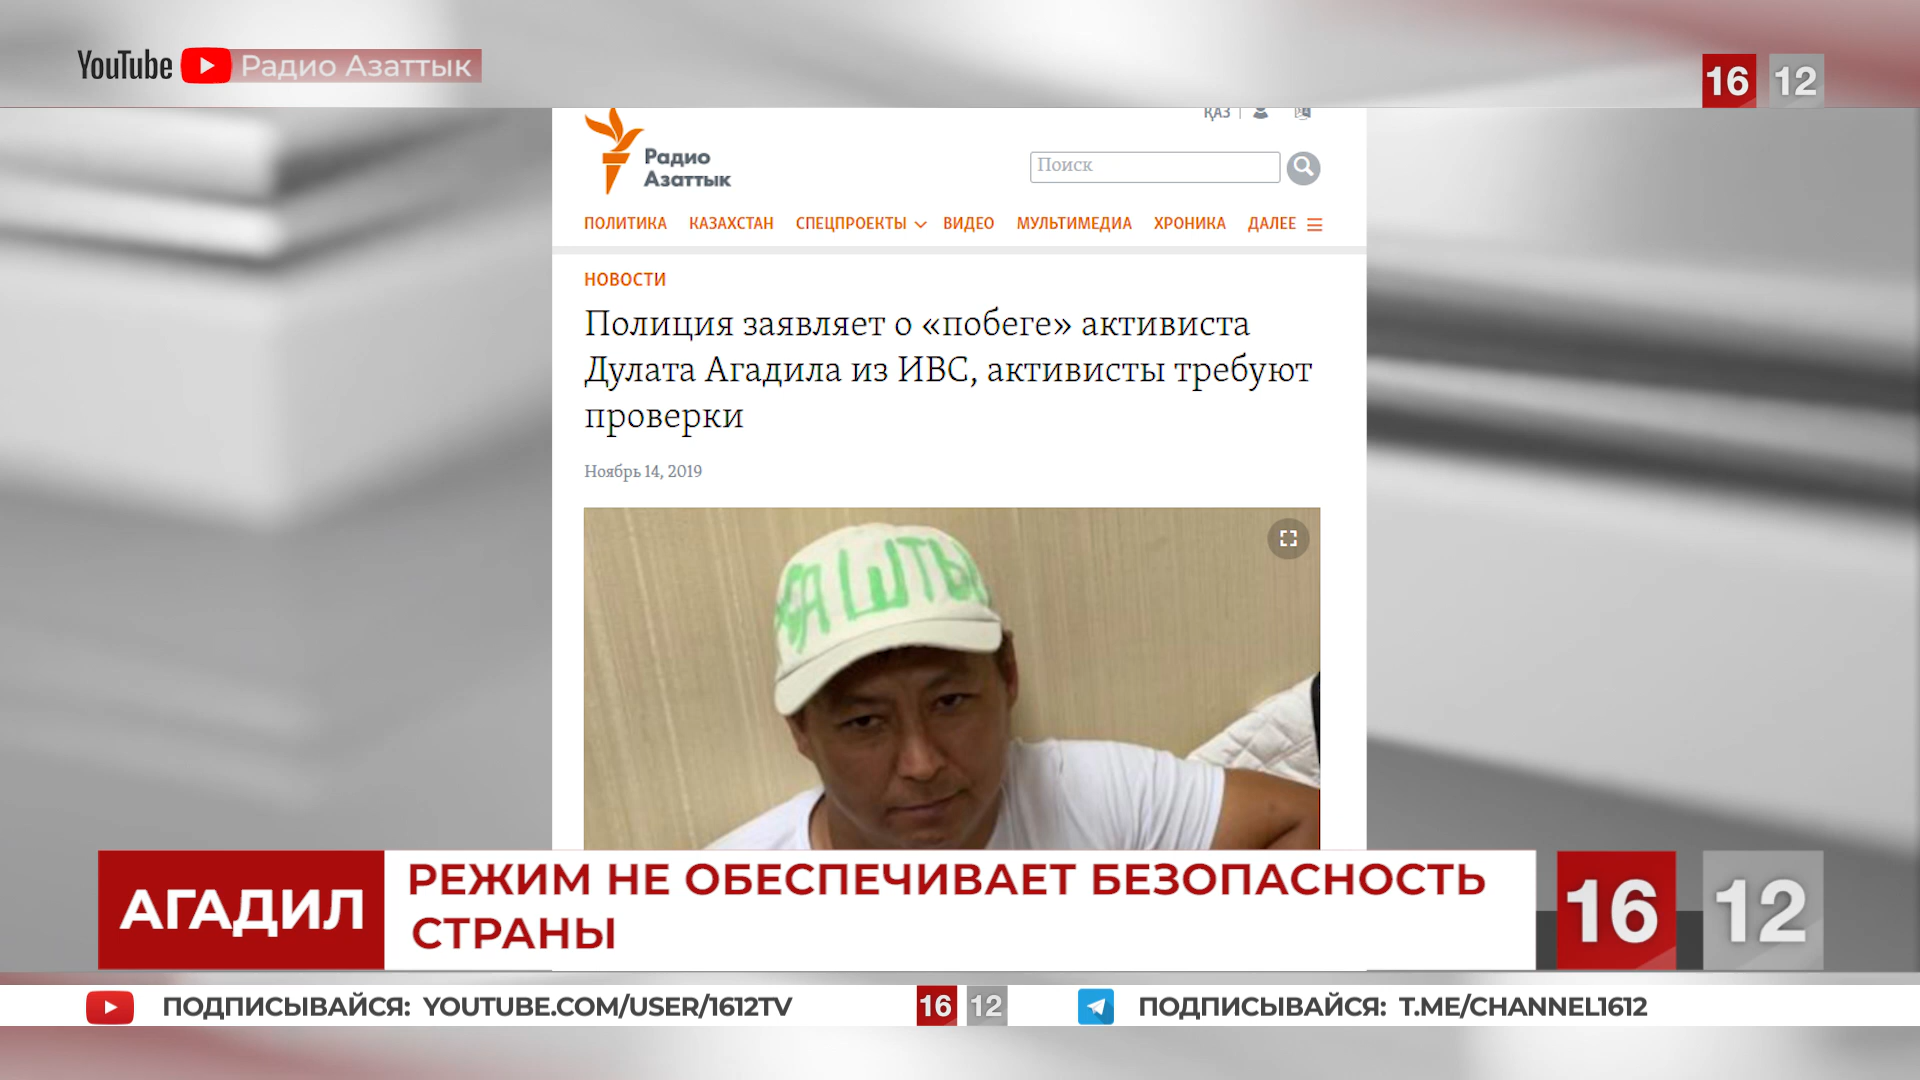 YouTube Радио Азаттык
16 12
ҚАЗ
Радио
Азаттык
Поиск
ПОЛИТИКА КАЗАХСТАН СПЕЦПРОЕКТЫ ВИДЕО МУЛЬТИМЕДИА ХРОНИКА ДАЛЕЕ
НОВОСТИ
Полиция заявляет о «побеге» активиста
Дулата Агадила из ИВС, активисты требуют
проверки
Ноябрь 14, 2019
АШТЫ
АГАДИЛ
РЕЖИМ НЕ ОБЕСПЕЧИВАЕТ БЕЗОПАСНОСТЬ
СТРАНЫ
16 12
ПОДПИСЫВАЙСЯ: YOUTUBE.COM/USER/1612TV
16 12
ПОДПИСЫВАЙСЯ: T.ME/CHANNEL1612